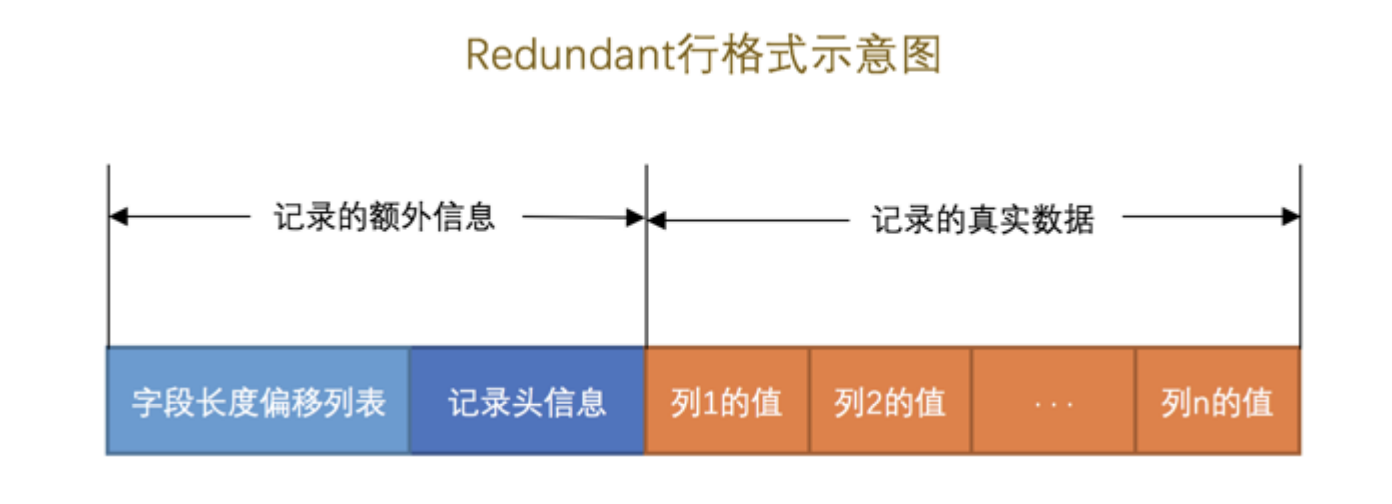 Redundant行格式示意图
记录的额外信息
记录的真实数据
字段长度偏移列表
记录头信息
列1的值
列2的值
···
列n的值